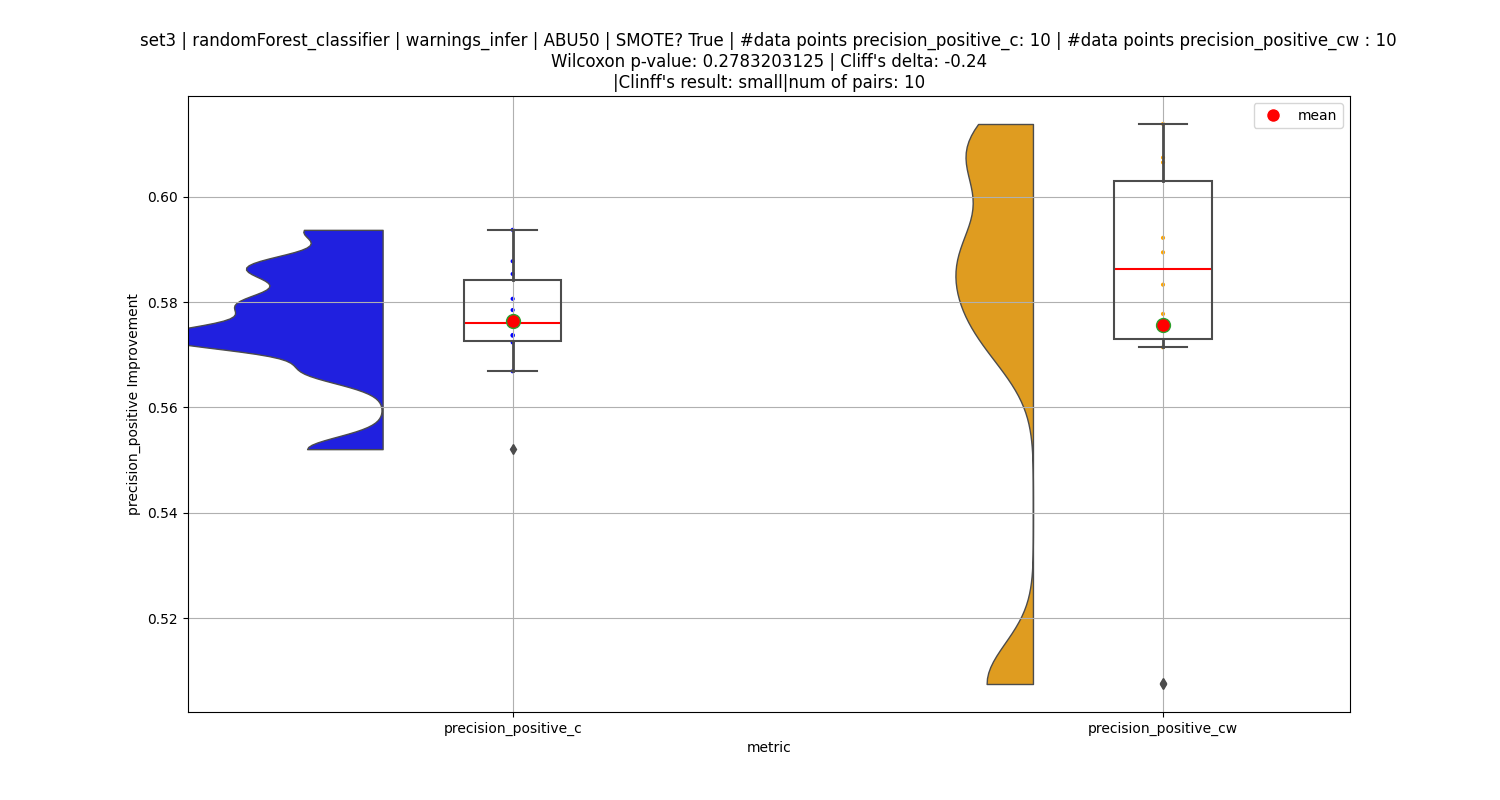 set3 | randomForest_classifier | warnings_infer | ABU50 | SMOTE? True | #data points precision_positive_c: 10 | #data points precision_positive_cw : 10
Wilcoxon p-value: 0.2783203125 | Cliff's delta: -0.24
|Clinff's result: small|num of pairs: 10
mean
0.60
0.58
0.56
0.54
0.52
precision_positive Improvement
precision_positive_c
precision_positive_cw
metric